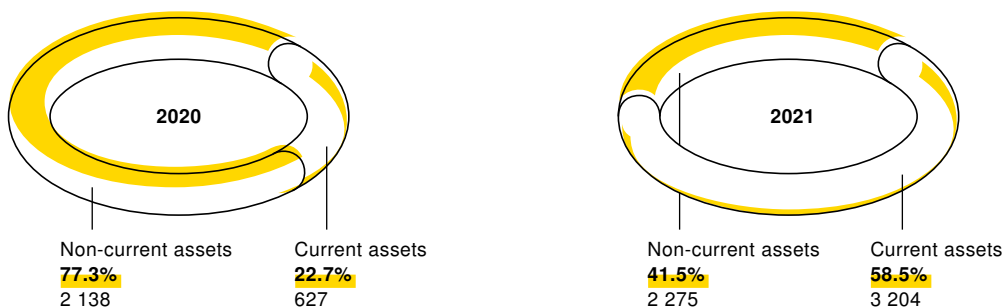 2020
Non-current assets
77.3%
2 138
Current assets
22.7%
627
2021
Non-current assets
41.5%
2 275
Current assets
58.5%
3 204